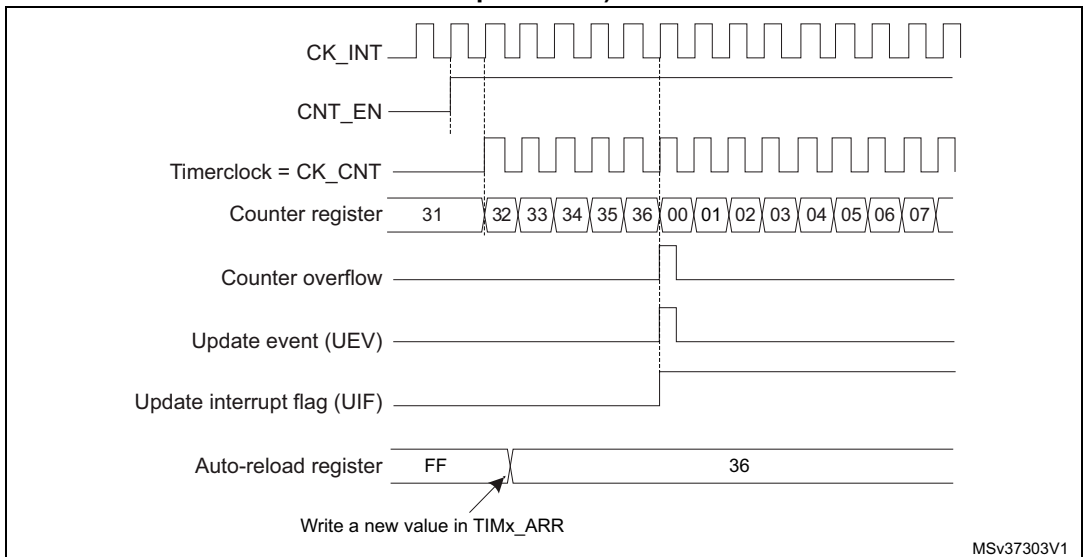 CK_INT
CNT_EN
Timerclock = CK_CNT
Counter register 31 32 33 34 35 36 00 01 02 03 04 05 06 07
Counter overflow
Update event (UEV)
Update interrupt flag (UIF)
Auto-reload register FF 36
Write a new value in TIMx_ARR
MSv37303V1